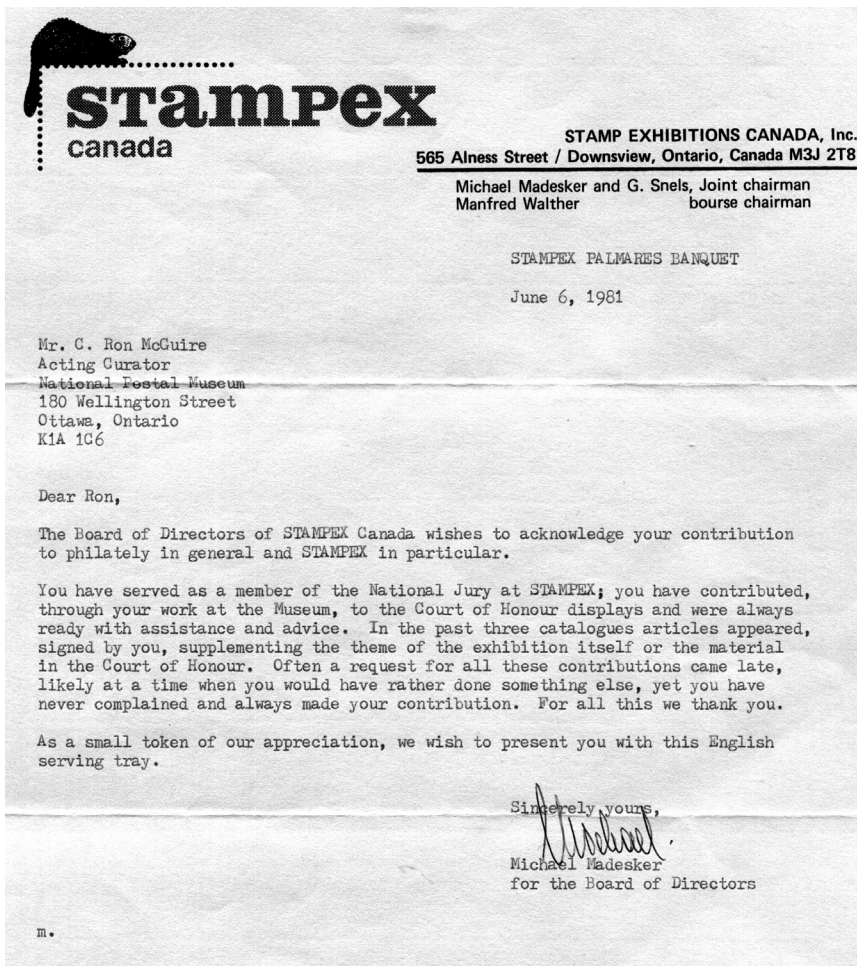 stampex
canada
STAMP EXHIBITIONS CANADA, Inc.
565 Alness Street / Downsview, Ontario, Canada M3J 2T8
Michael Madesker and G. Snels, Joint chairman
Manfred Walther bourse chairman
STAMPEX PALMARES BANQUET
June 6, 1981
Mr. C. Ron McGuire
Acting Curator
National Postal Museum
180 Wellington Street
Ottawa, Ontario
K1A 1C6
Dear Ron,
The Board of Directors of STAMPEX Canada wishes to acknowledge your contribution
to philately in general and STAMPEX in particular.
You have served as a member of the National Jury at STAMPEX; you have contributed,
through your work at the Museum, to the Court of Honour displays and were always
ready with assistance and advice. In the past three catalogues articles appeared,
signed by you, supplementing the theme of the exhibition itself or the material
in the Court of Honour. Often a request for all these contributions came late,
likely at a time when you would have rather done something else, yet you have
never complained and always made your contribution. For all this we thank you.
As a small token of our appreciation, we wish to present you with this English
serving tray.
Sincerely yours,
Michael
Michael Madesker
for the Board of Directors
m.